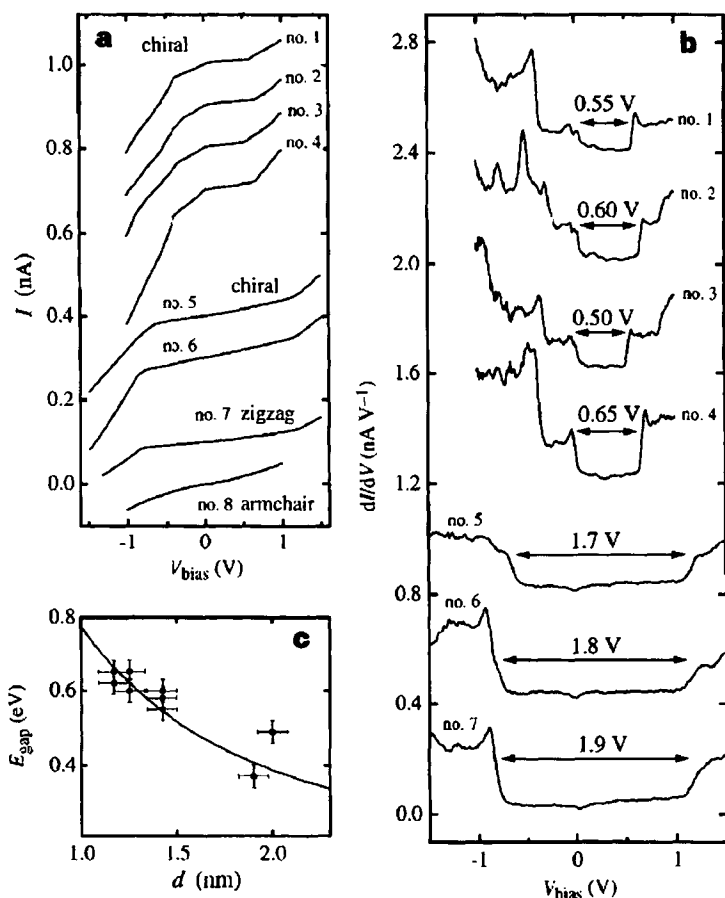 a
chiral
no. 1
no. 2
no. 3
no. 4
chiral
no. 5
no. 6
no. 7 zigzag
no. 8 armchair
1.0
0.8
0.6
0.4
0.2
0.0
I (nA)
-1
0
1
V_bias (V)
b
2.8
2.4
2.0
1.6
1.2
0.8
0.4
0.0
dI/dV (nA V⁻¹)
0.55 V
no. 1
0.60 V
no. 2
0.50 V
no. 3
0.65 V
no. 4
no. 5
1.7 V
no. 6
1.8 V
no. 7
1.9 V
-1
0
1
V_bias (V)
c
0.8
0.6
0.4
E_gap (eV)
1.0
1.5
2.0
d (nm)